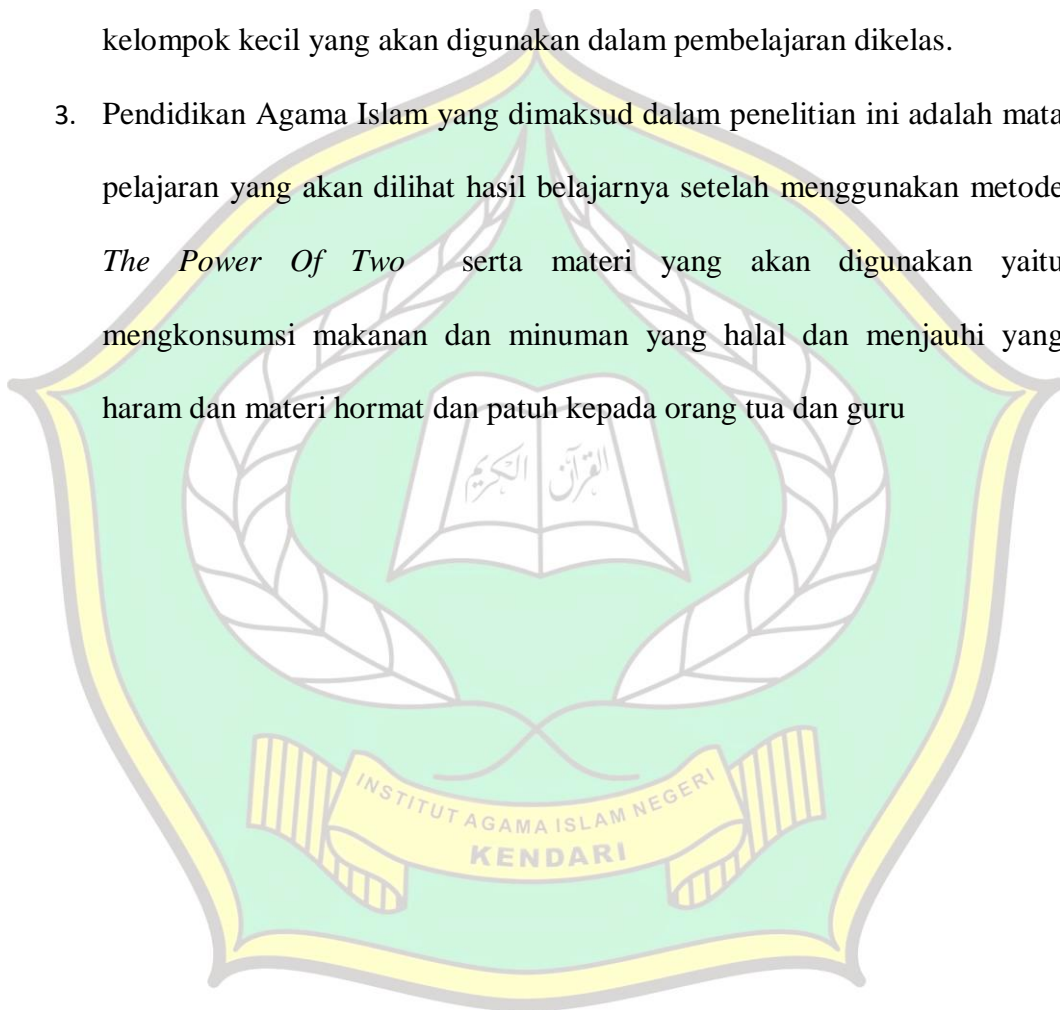 kelompok kecil yang akan digunakan dalam pembelajaran dikelas.
3. Pendidikan Agama Islam yang dimaksud dalam penelitian ini adalah mata
pelajaran yang akan dilihat hasil belajarnya setelah menggunakan metode
The Power Of Two serta materi yang akan digunakan yaitu
mengkonsumsi makanan dan minuman yang halal dan menjauhi yang
haram dan materi hormat dan patuh kepada orang tua dan guru
القرآن الكريم
INSTITUT AGAMA ISLAM NEGERI
KENDARI